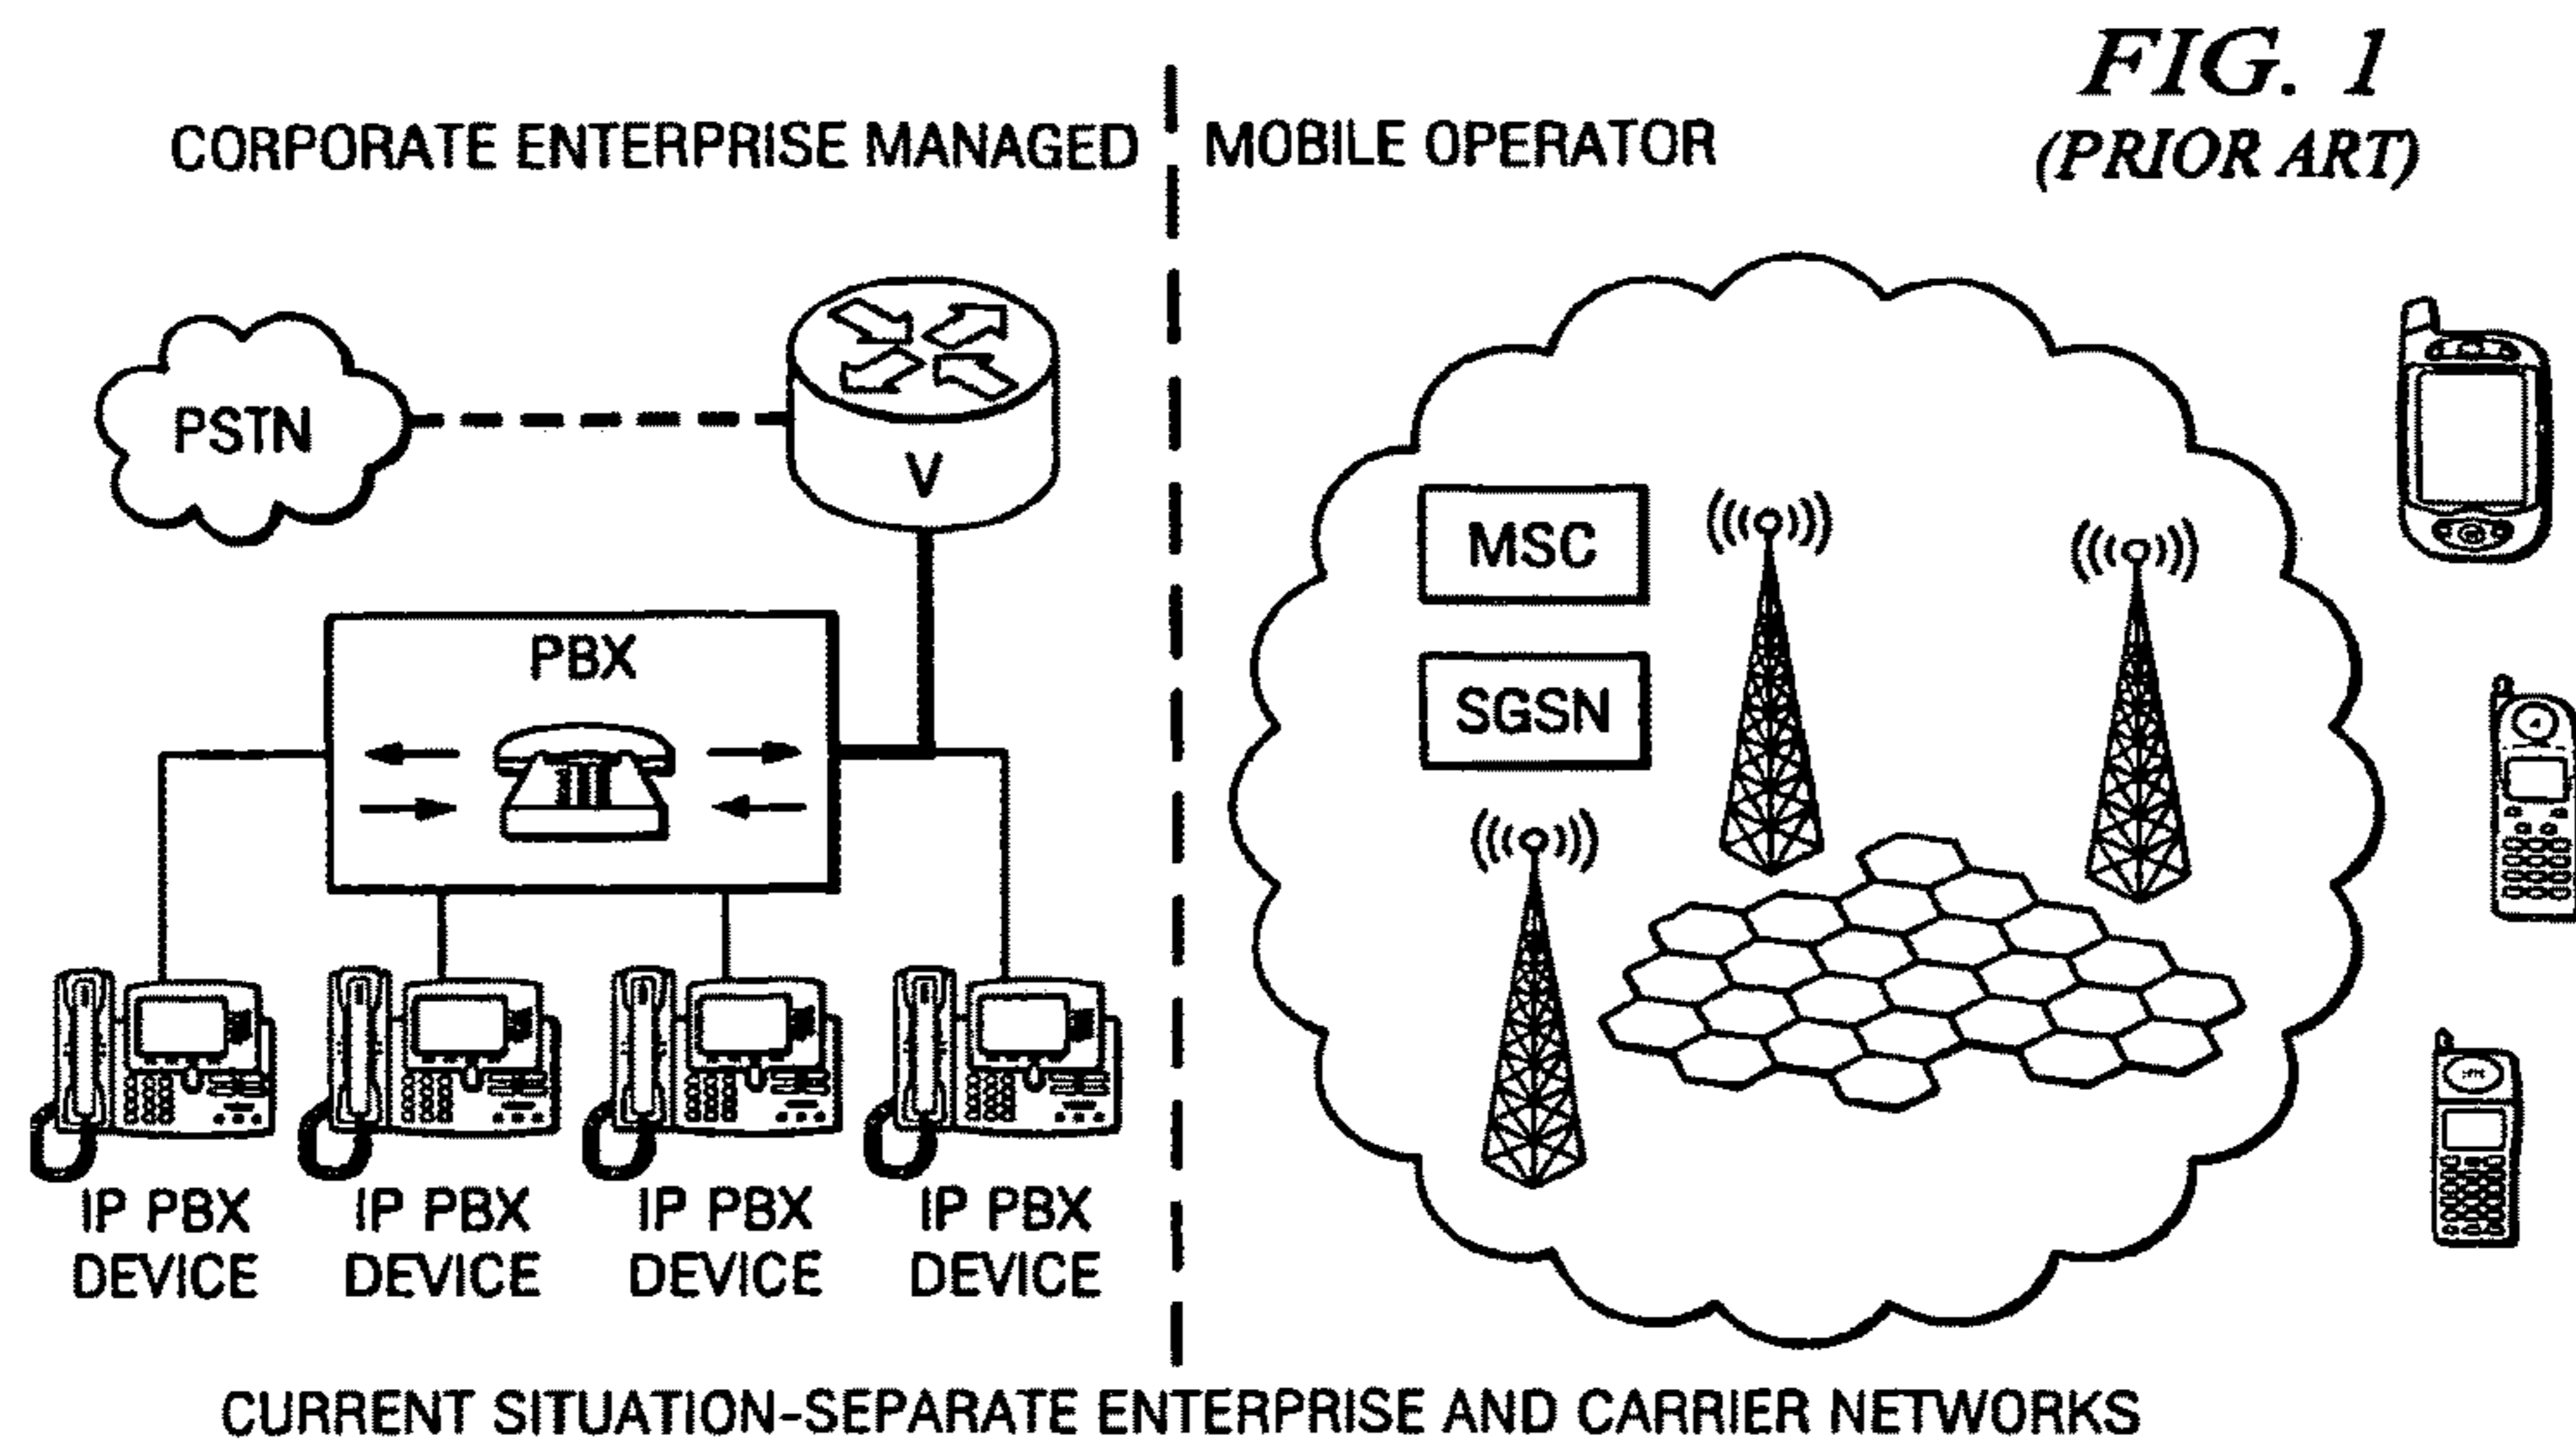 FIG. 1
(PRIOR ART)
CORPORATE ENTERPRISE MANAGED
MOBILE OPERATOR
PSTN
V
PBX
MSC
SGSN
IP PBX
DEVICE
IP PBX
DEVICE
IP PBX
DEVICE
IP PBX
DEVICE
CURRENT SITUATION-SEPARATE ENTERPRISE AND CARRIER NETWORKS